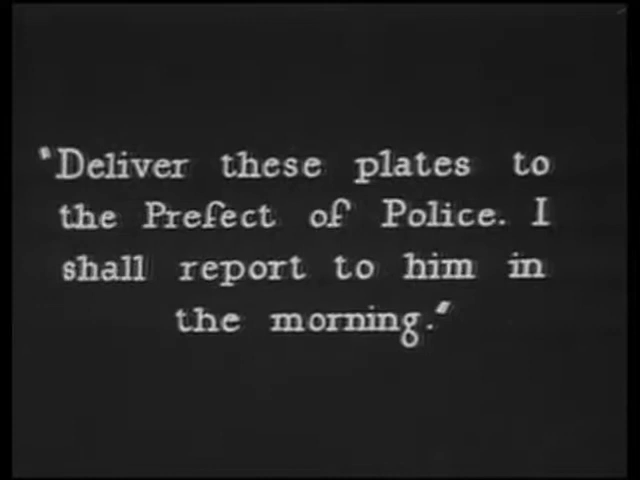 "Deliver these plates to
the Prefect of Police. I
shall report to him in
the morning."